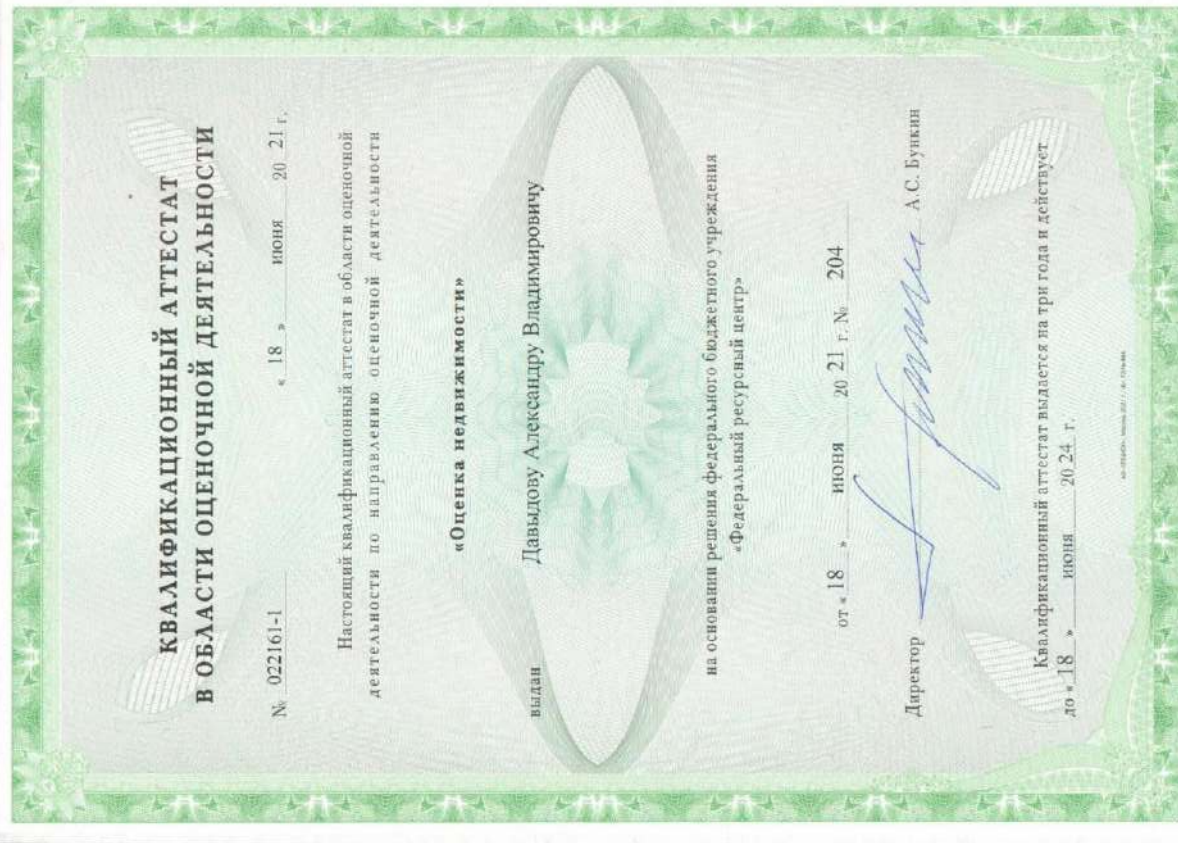 КВАЛИФИКАЦИОННЫЙ АТТЕСТАТ
В ОБЛАСТИ ОЦЕНОЧНОЙ ДЕЯТЕЛЬНОСТИ
№ 022161-1 « 18 » июня 20 21 г.
Настоящий квалификационный аттестат в области оценочной
деятельности по направлению оценочной деятельности
«Оценка недвижимости»
выдан Давыдову Александру Владимировичу
на основании решения федерального бюджетного учреждения
«Федеральный ресурсный центр»
от « 18 » июня 20 21 г. № 204
Директор А.С. Бункин
Квалификационный аттестат выдается на три года и действует
до « 18 » июня 20 24 г.